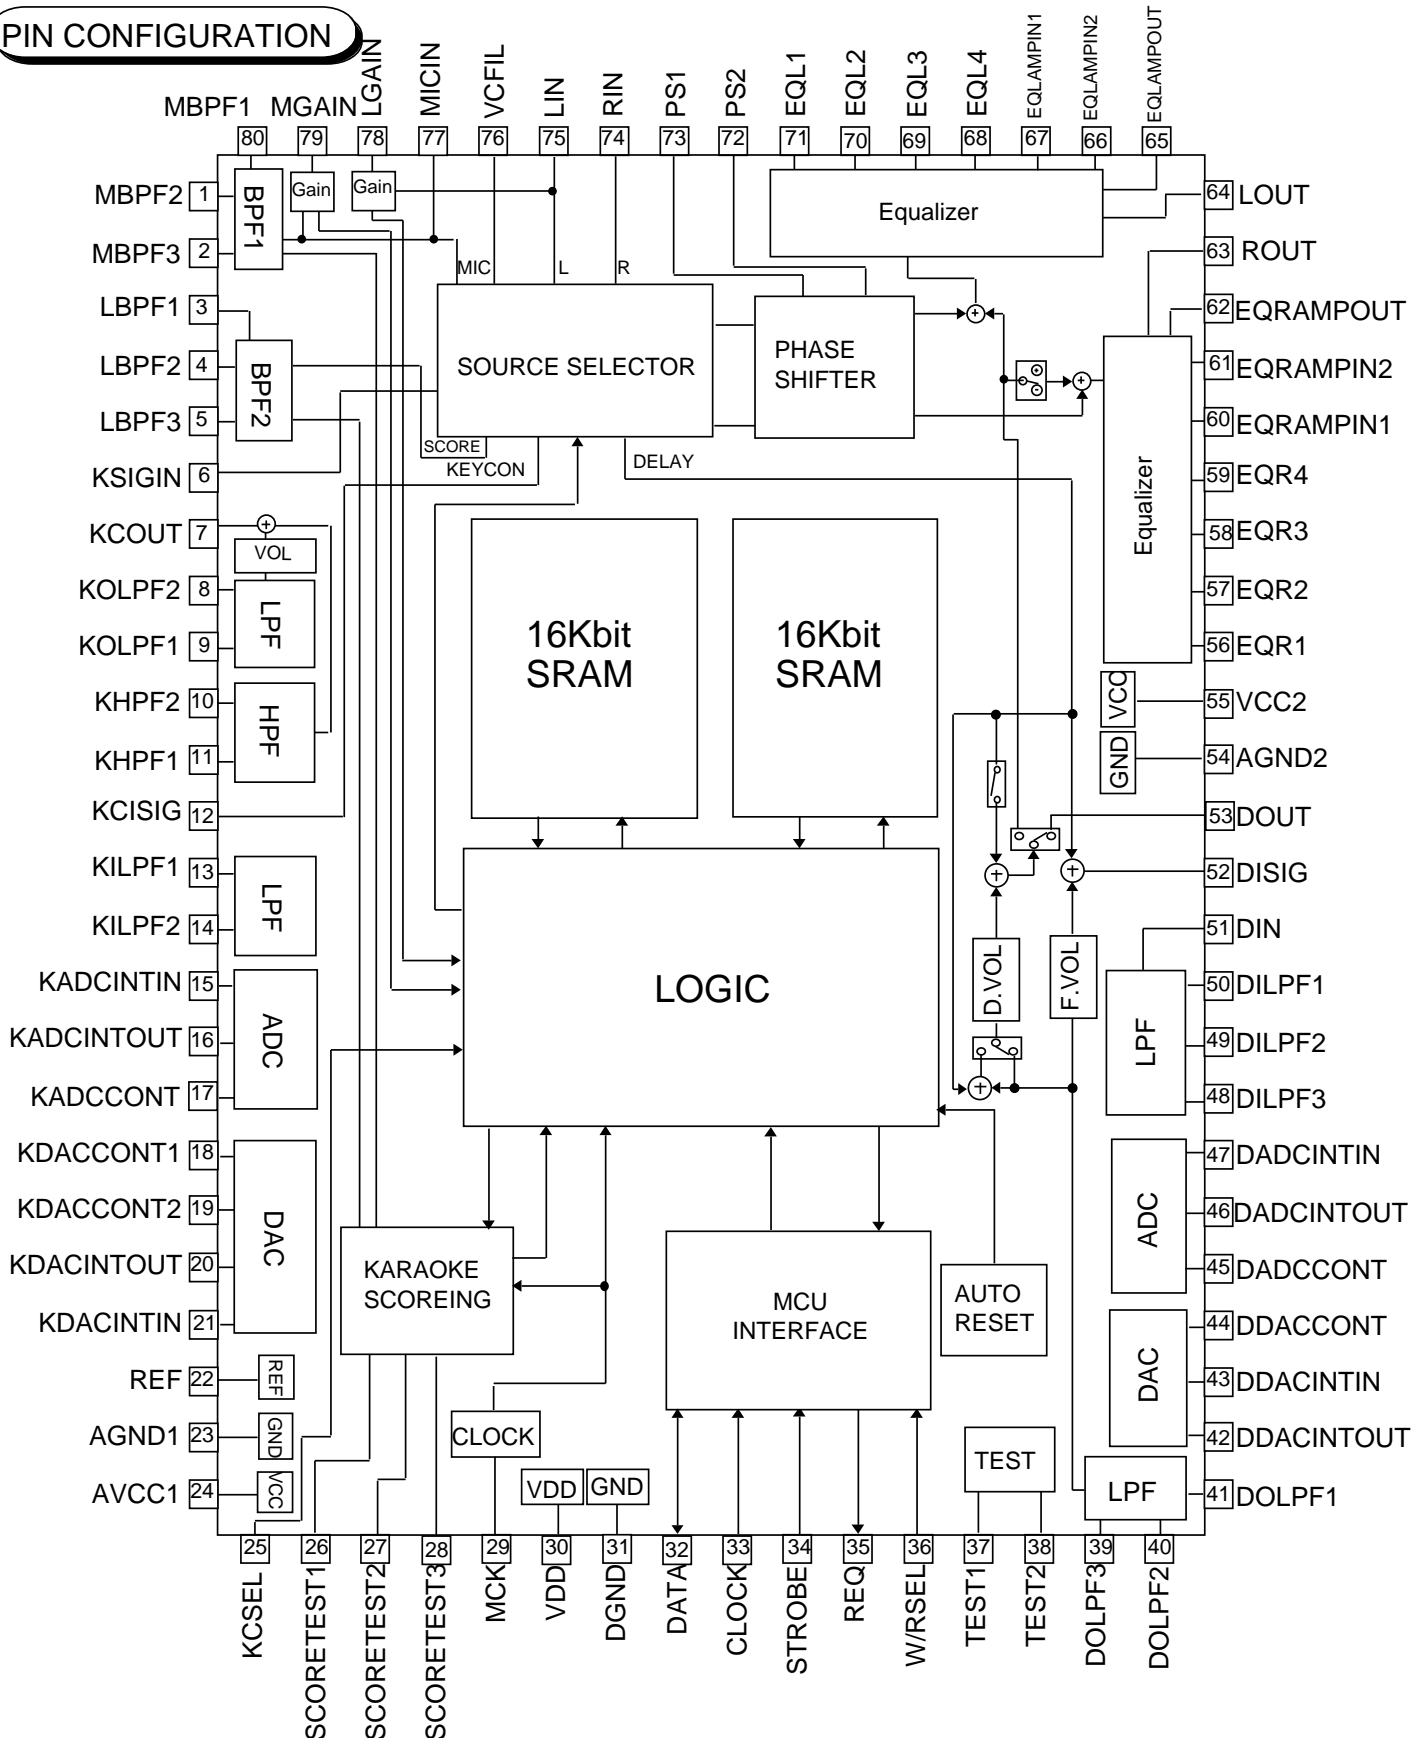 PIN CONFIGURATION
MBPF1
MGAIN
LGAIN
MICIN
VCFIL
LIN
RIN
PS1
PS2
EQL1
EQL2
EQL3
EQL4
EQLAMPIN1
EQLAMPIN2
EQLAMPOUT
80
79
78
77
76
75
74
73
72
71
70
69
68
67
66
65
MBPF2 1
MBPF3 2
LBPF1 3
LBPF2 4
LBPF3 5
KSIGIN 6
KCOUT 7
KOLPF2 8
KOLPF1 9
KHPF2 10
KHPF1 11
KCISIG 12
KILPF1 13
KILPF2 14
KADCINTIN 15
KADCINTOUT 16
KADCCONT 17
KDACCONT1 18
KDACCONT2 19
KDACINTOUT 20
KDACINTIN 21
REF 22
AGND1 23
AVCC1 24
BPF1
Gain
Gain
Equalizer
MIC
L
R
BPF2
SOURCE SELECTOR
PHASE
SHIFTER
SCORE
KEYCON
DELAY
Equalizer
+
+
+
−
+
VOL
LPF
HPF
16Kbit
SRAM
16Kbit
SRAM
VCC
GND
LPF
+
+
LOGIC
D.VOL
F.VOL
LPF
ADC
+
DAC
ADC
KARAOKE
SCOREING
MCU
INTERFACE
AUTO
RESET
DAC
REF
GND
VCC
CLOCK
VDD
GND
TEST
LPF
64 LOUT
63 ROUT
62 EQRAMPOUT
61 EQRAMPIN2
60 EQRAMPIN1
59 EQR4
58 EQR3
57 EQR2
56 EQR1
55 VCC2
54 AGND2
53 DOUT
52 DISIG
51 DIN
50 DILPF1
49 DILPF2
48 DILPF3
47 DADCINTIN
46 DADCINTOUT
45 DADCCONT
44 DDACCONT
43 DDACINTIN
42 DDACINTOUT
41 DOLPF1
25
26
27
28
29
30
31
32
33
34
35
36
37
38
39
40
KCSEL
SCORETEST1
SCORETEST2
SCORETEST3
MCK
VDD
DGND
DATA
CLOCK
STROBE
REQ
W/RSEL
TEST1
TEST2
DOLPF3
DOLPF2